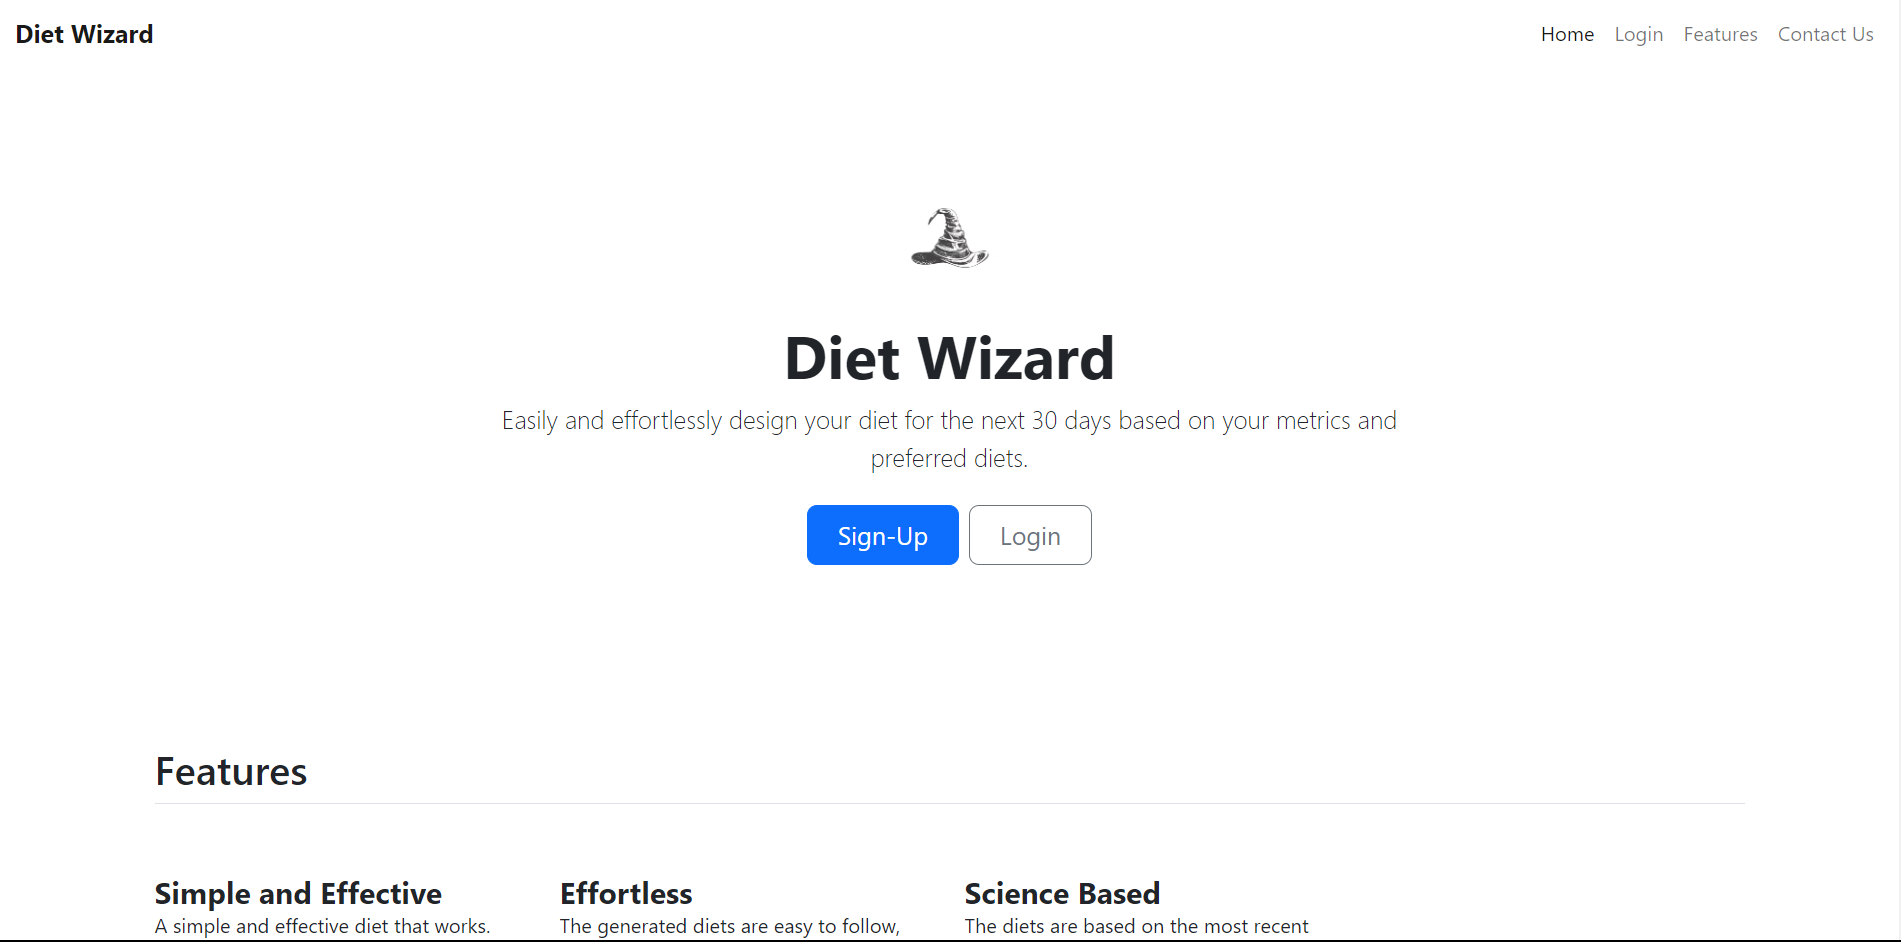 Diet Wizard
Home Login Features Contact Us
Diet Wizard
Easily and effortlessly design your diet for the next 30 days based on your metrics and
preferred diets.
Sign-Up Login
Features
Simple and Effective
A simple and effective diet that works.
Effortless
The generated diets are easy to follow,
Science Based
The diets are based on the most recent